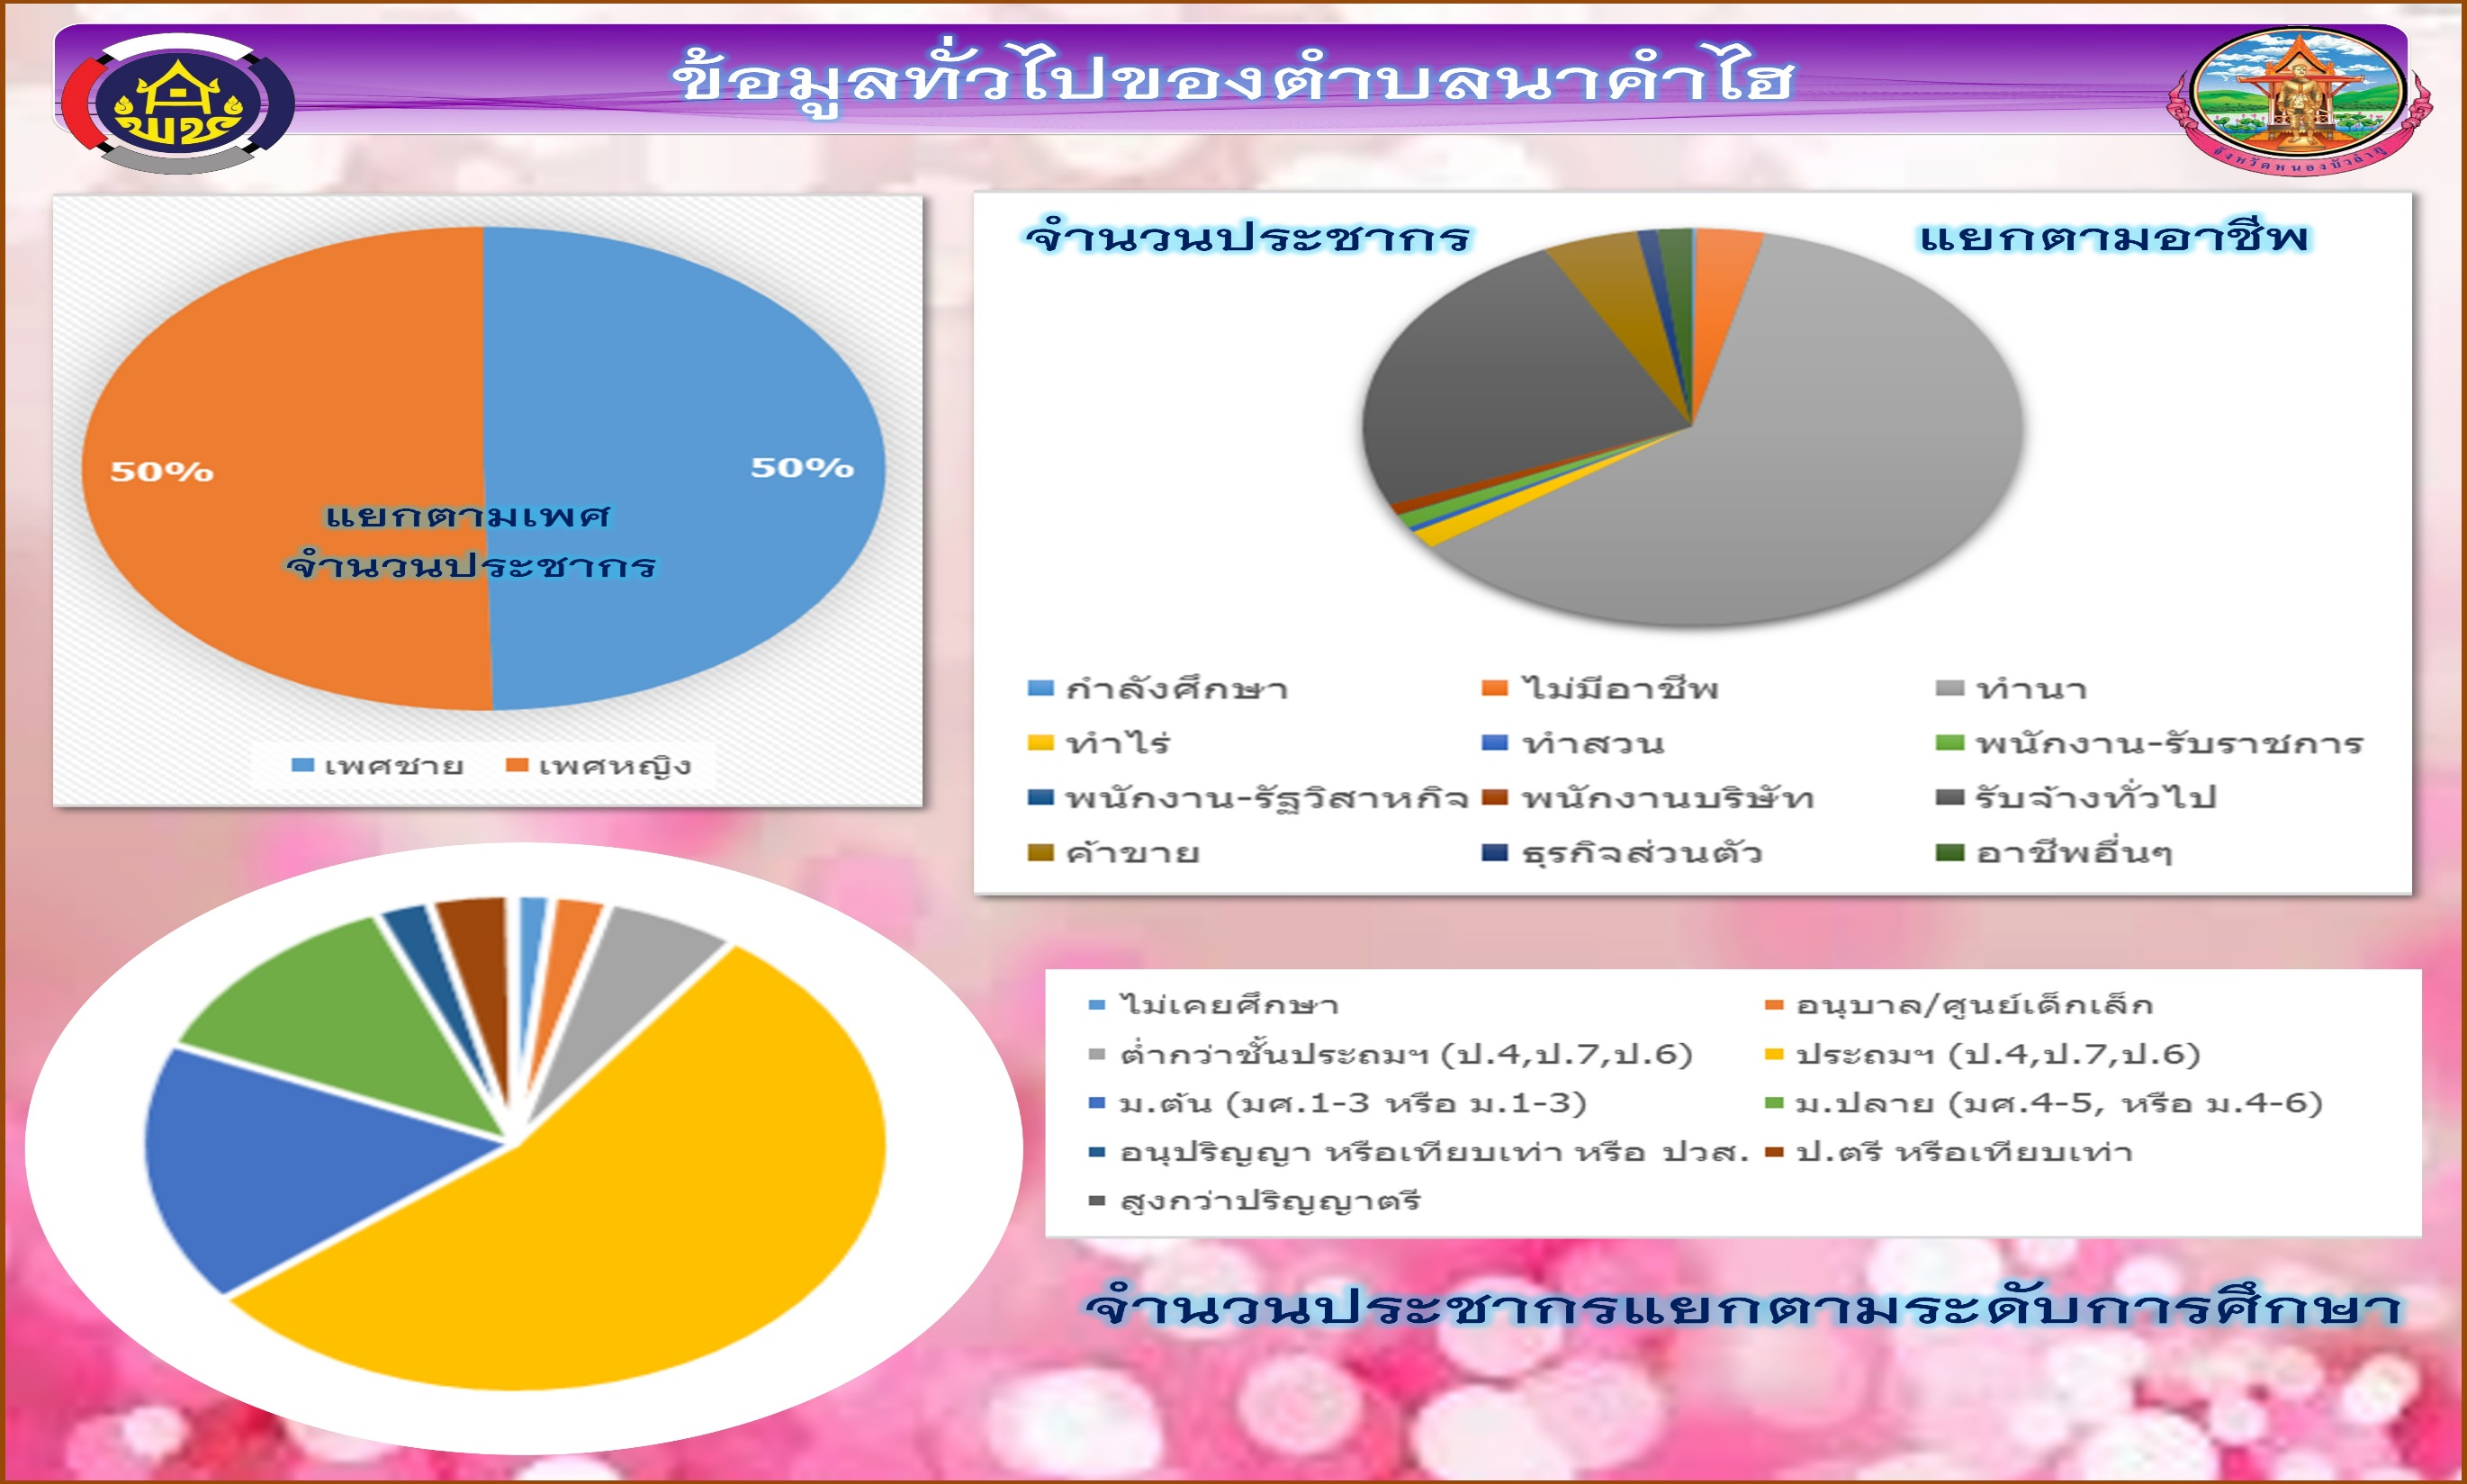 ข้อมูลทั่วไปของตำบลนาคำไฮ
พช
จังหวัดหนองบัวลำภู
50%
50%
แยกตามเพศ
จำนวนประชากร
เพศชาย เพศหญิง
จำนวนประชากร แยกตามอาชีพ
กำลังศึกษา ไม่มีอาชีพ ทำนา
ทำไร่ ทำสวน พนักงาน-รับราชการ
พนักงาน-รัฐวิสาหกิจ พนักงานบริษัท รับจ้างทั่วไป
ค้าขาย ธุรกิจส่วนตัว อาชีพอื่นๆ
ไม่เคยศึกษา อนุบาล/ศูนย์เด็กเล็ก
ต่ำกว่าชั้นประถมฯ (ป.4,ป.7,ป.6) ประถมฯ (ป.4,ป.7,ป.6)
ม.ต้น (มศ.1-3 หรือ ม.1-3) ม.ปลาย (มศ.4-5, หรือ ม.4-6)
อนุปริญญา หรือเทียบเท่า หรือ ปวส. ป.ตรี หรือเทียบเท่า
สูงกว่าปริญญาตรี
จำนวนประชากรแยกตามระดับการศึกษา